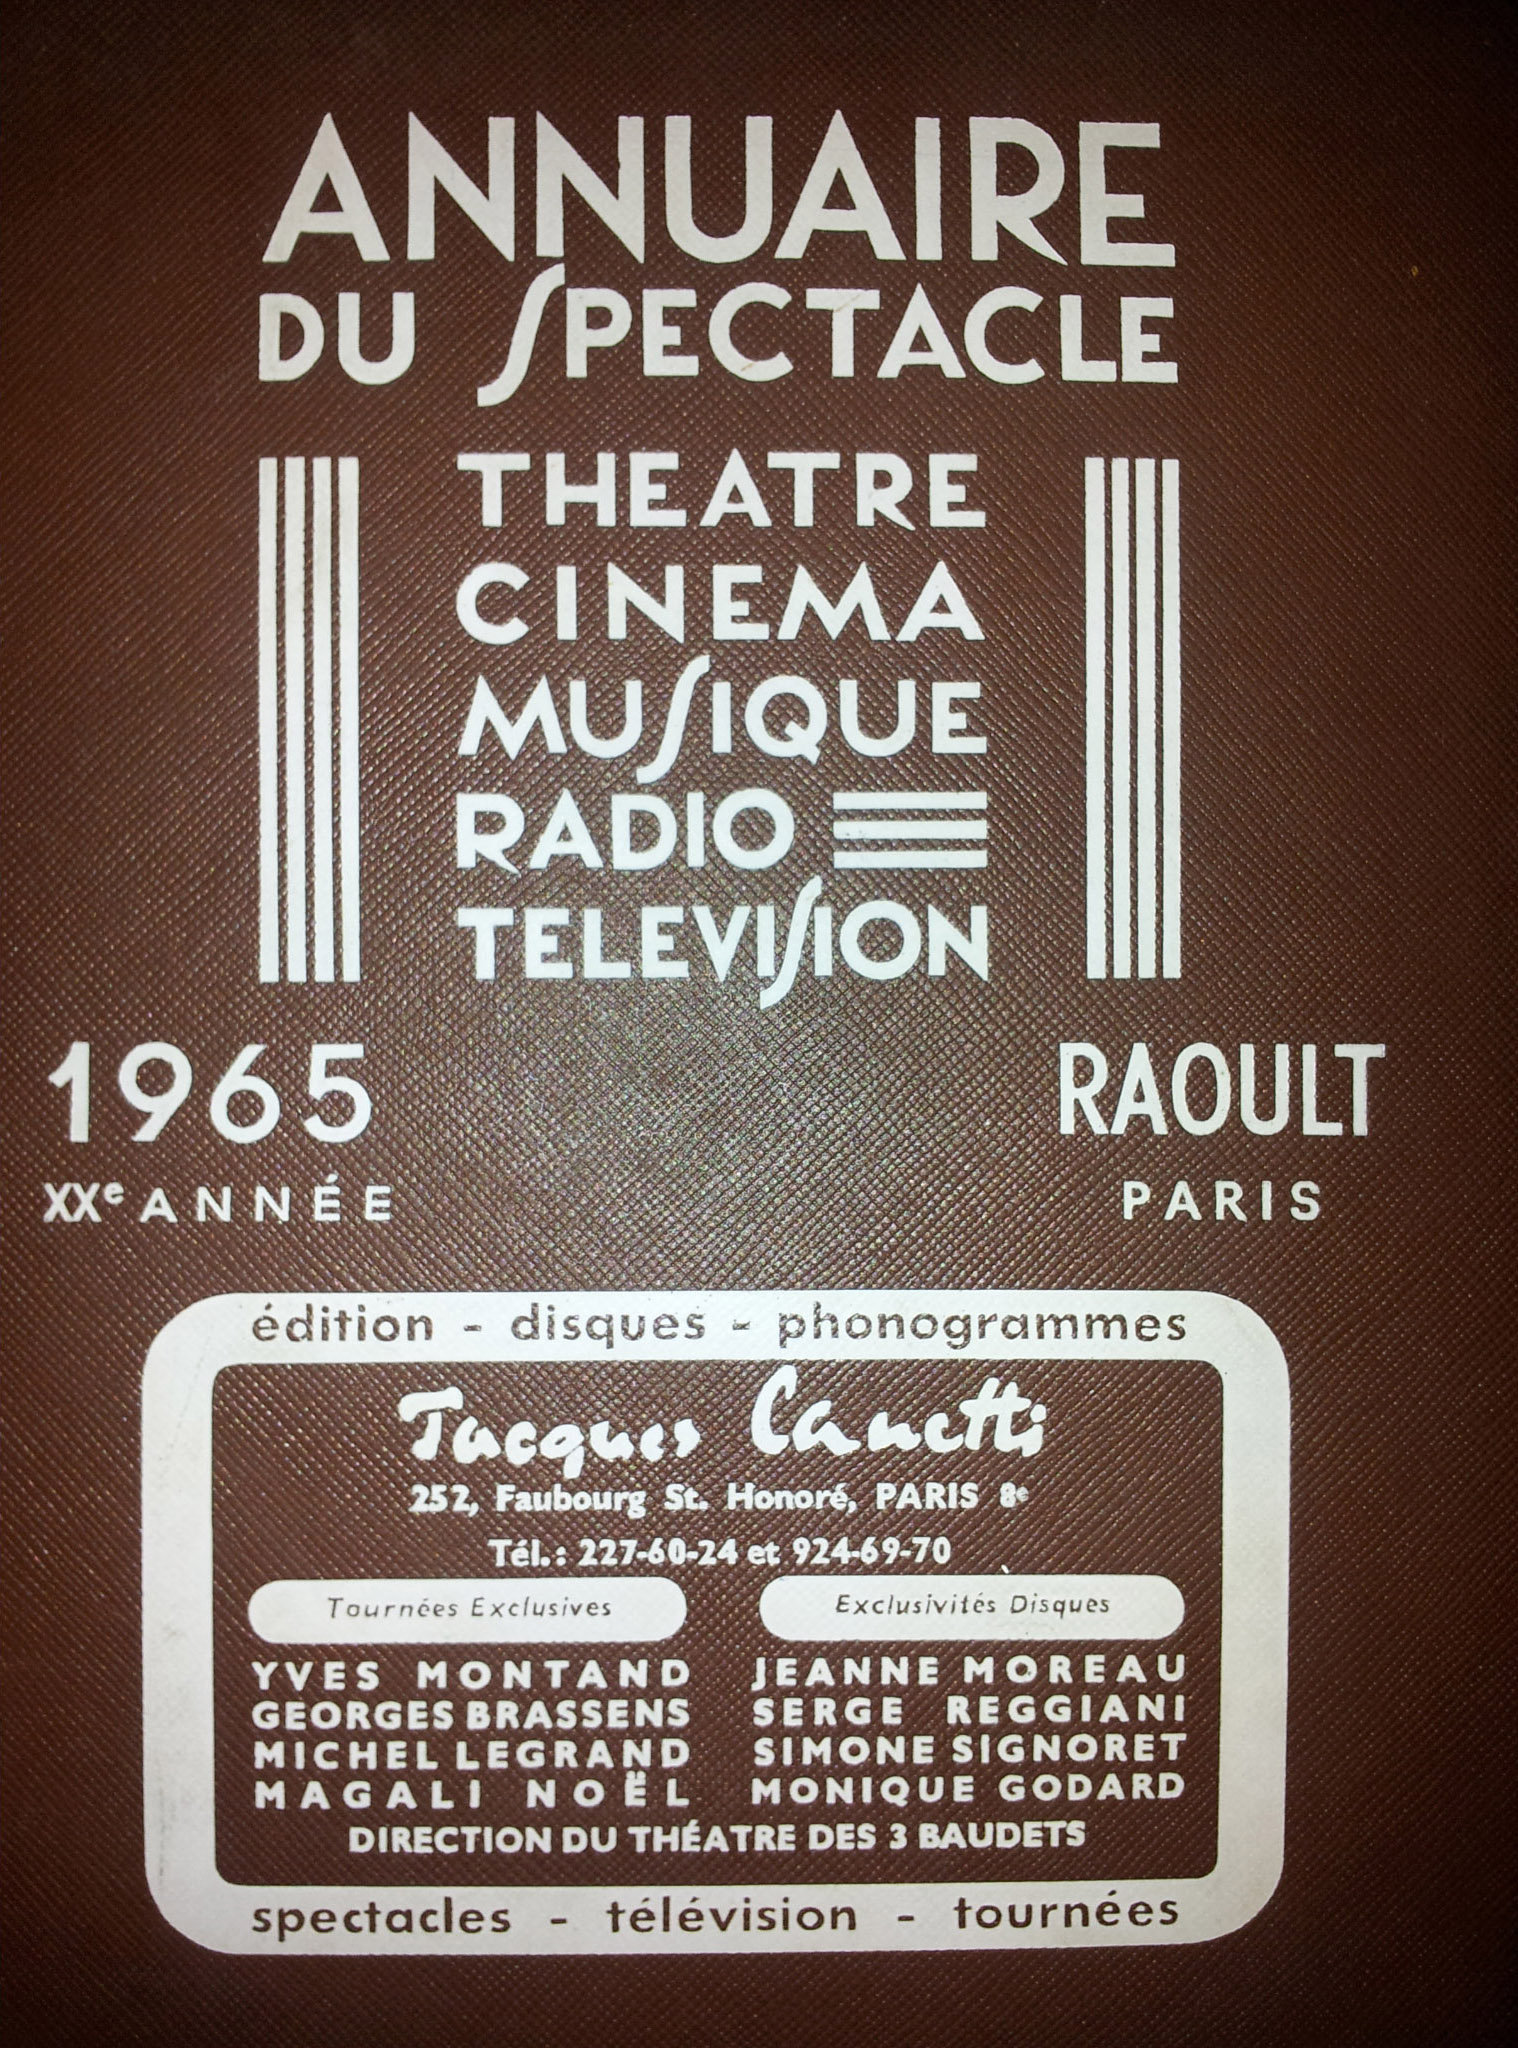 ANNUAIRE
DU SPECTACLE
THEATRE
CINEMA
MUSIQUE
RADIO
TELEVISION
1965
XXe ANNÉE
RAOULT
PARIS
édition - disques - phonogrammes
Jacques Canetti
252, Faubourg St. Honoré, PARIS 8e
Tél.: 227-60-24 et 924-69-70
Tournées Exclusives
YVES MONTAND
GEORGES BRASSENS
MICHEL LEGRAND
MAGALI NOËL
Exclusivités Disques
JEANNE MOREAU
SERGE REGGIANI
SIMONE SIGNORET
MONIQUE GODARD
DIRECTION DU THÉATRE DES 3 BAUDETS
spectacles - télévision - tournées